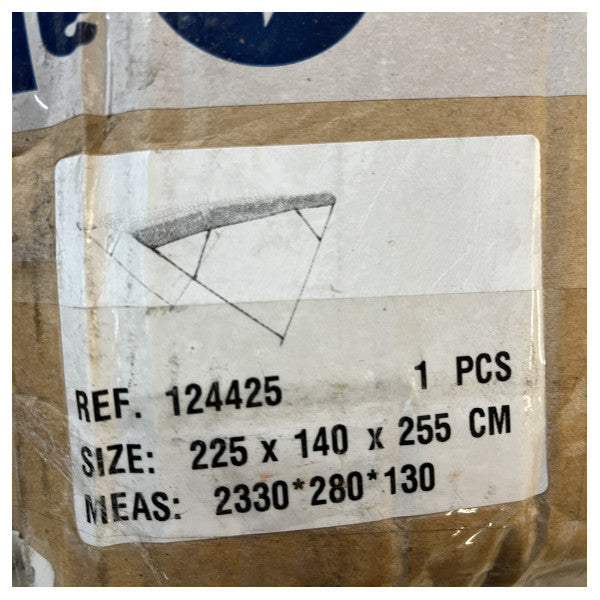 REF. 124425 1 PCS
SIZE: 225 x 140 x 255 CM
MEAS: 2330*280*130